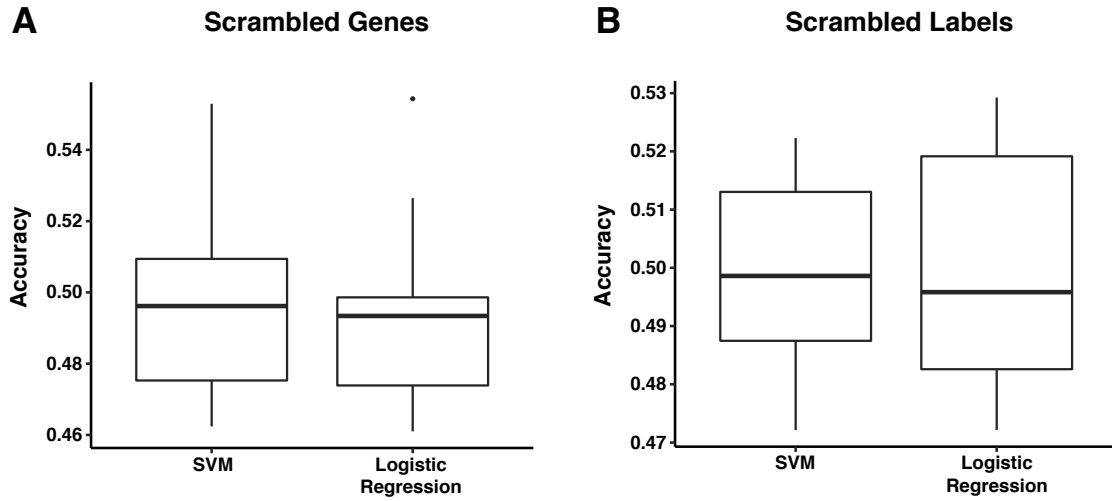 A
Scrambled Genes
Accuracy
0.54
0.52
0.50
0.48
0.46
SVM
Logistic
Regression
B
Scrambled Labels
Accuracy
0.53
0.52
0.51
0.50
0.49
0.48
0.47
SVM
Logistic
Regression